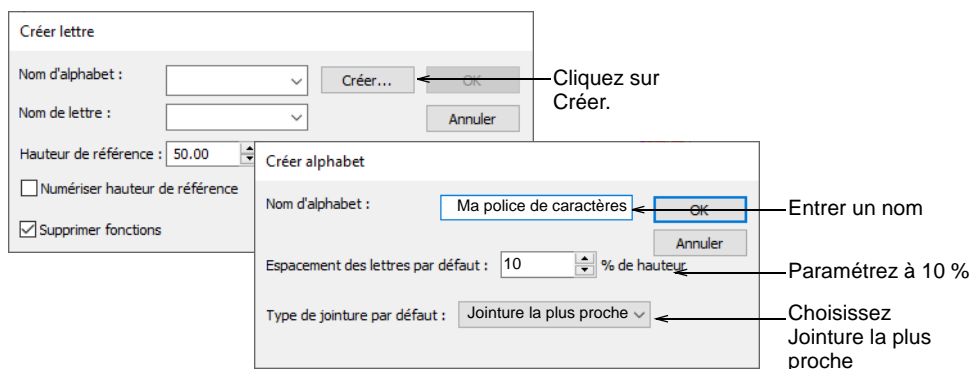 Créer lettre
Nom d'alphabet :
Créer...
OK
Cliquez sur
Créer.
Nom de lettre :
Annuler
Hauteur de référence : 50.00
Numériser hauteur de référence
Supprimer fonctions
Créer alphabet
Nom d'alphabet : Ma police de caractères OK
Entrer un nom
Annuler
Espacement des lettres par défaut : 10 % de hauteur
Paramétrez à 10 %
Type de jointure par défaut : Jointure la plus proche
Choisissez
Jointure la plus
proche